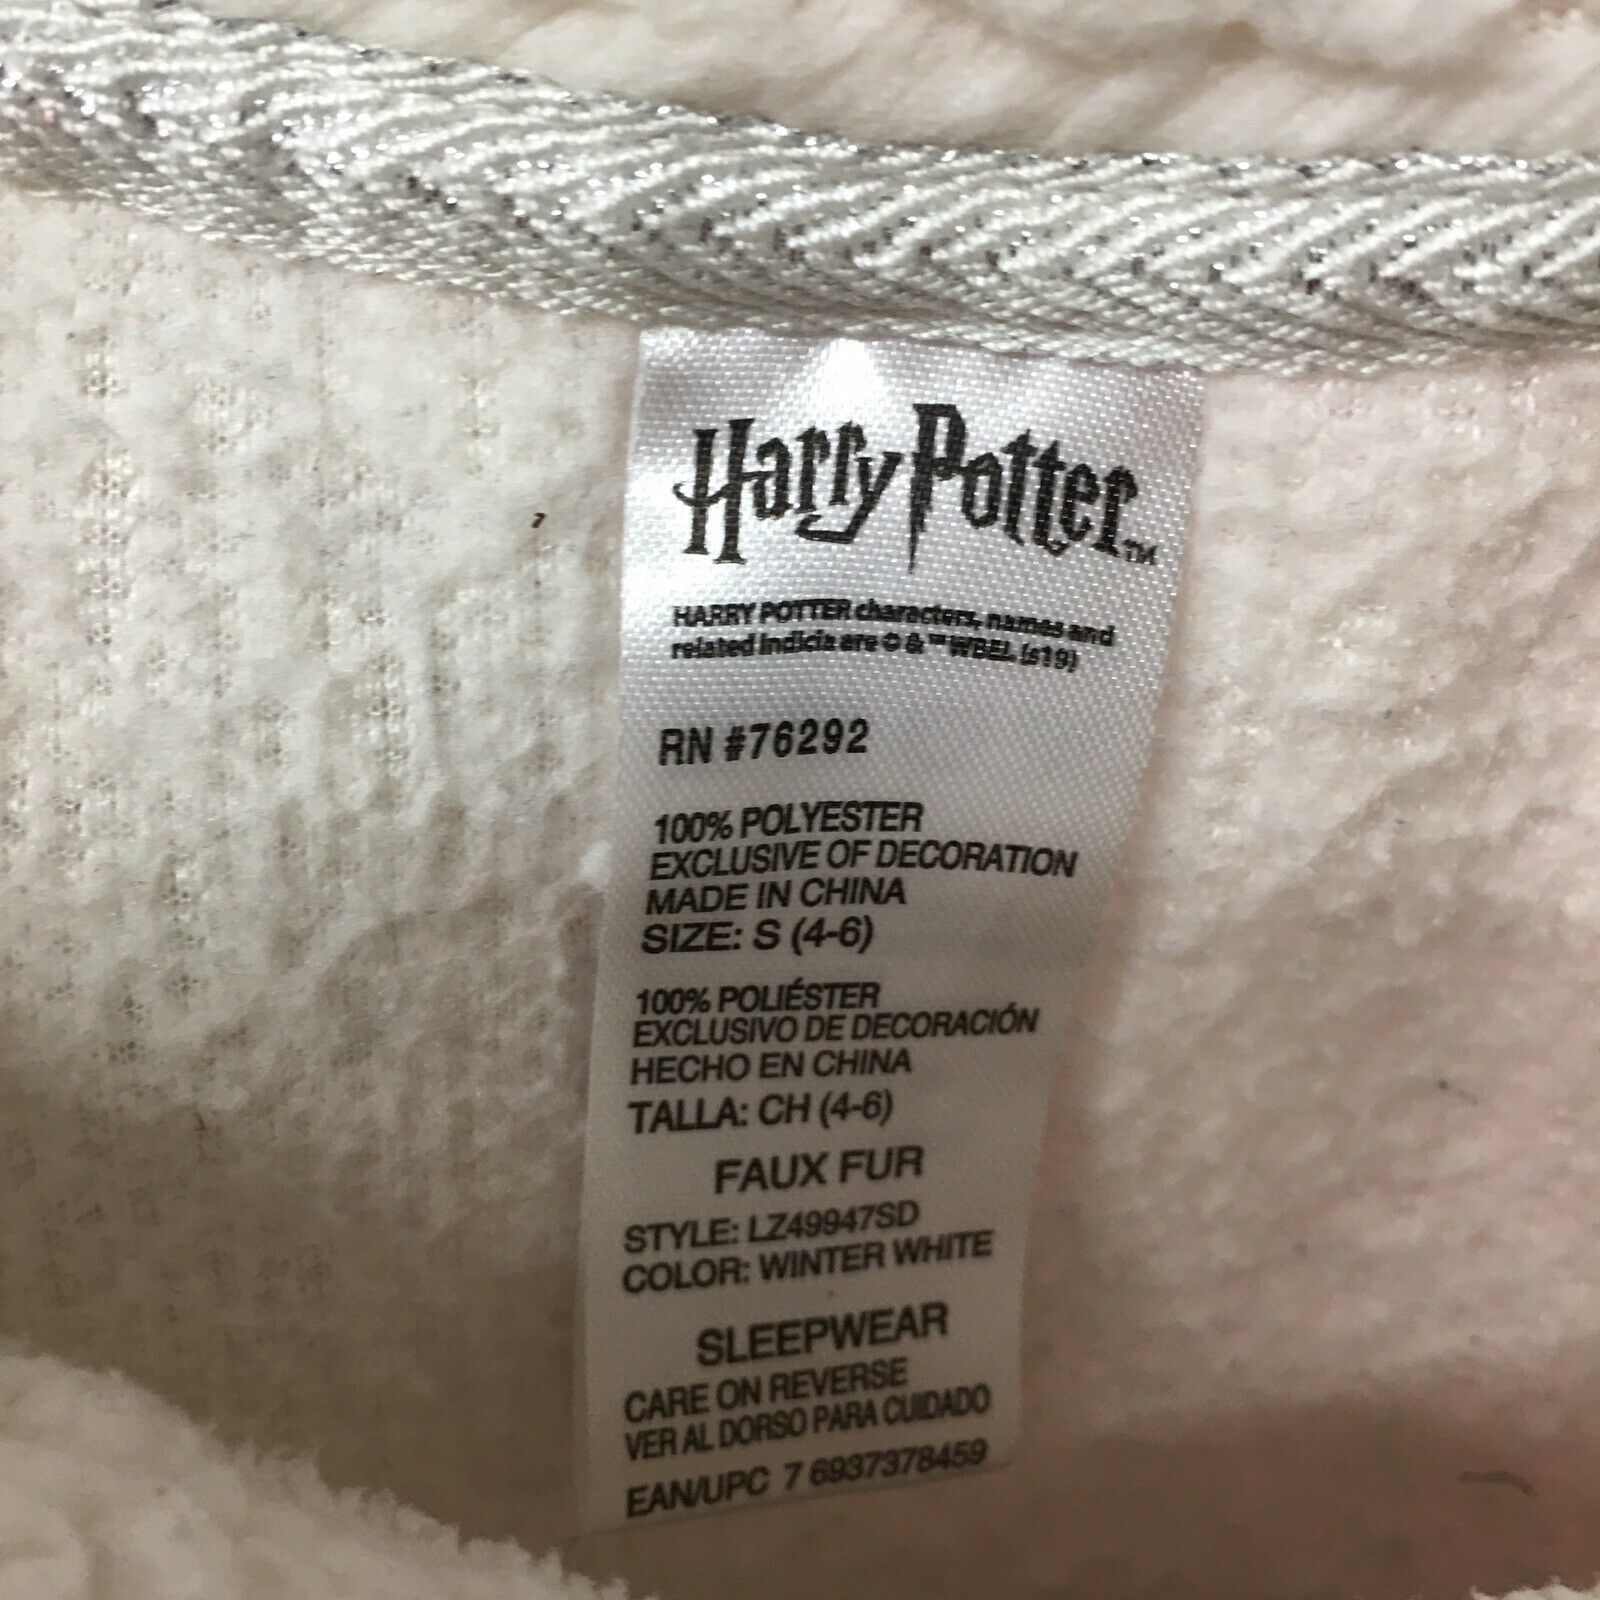 Harry Potter™
HARRY POTTER characters, names and
related indicia are © & ™ WBEI. (s19)
RN #76292
100% POLYESTER
EXCLUSIVE OF DECORATION
MADE IN CHINA
SIZE: S (4-6)
100% POLIÉSTER
EXCLUSIVO DE DECORACIÓN
HECHO EN CHINA
TALLA: CH (4-6)
FAUX FUR
STYLE: LZ49947SD
COLOR: WINTER WHITE
SLEEPWEAR
CARE ON REVERSE
VER AL DORSO PARA CUIDADO
EAN/UPC 7 6937378459